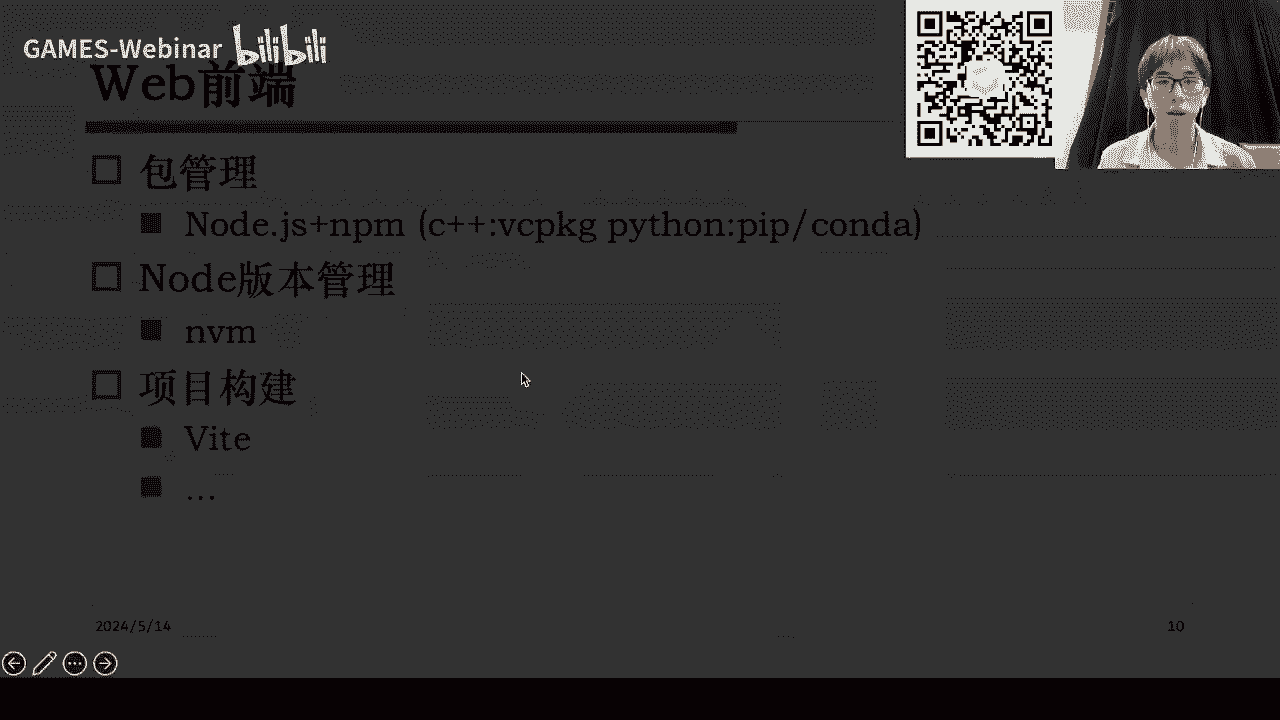 GAMES-Webinar bilibili
Web前端
包管理
Node.js+npm (c++:vcpkg python:pip/conda)
Node版本管理
nvm
项目构建
Vite
...
2024/5/14
10